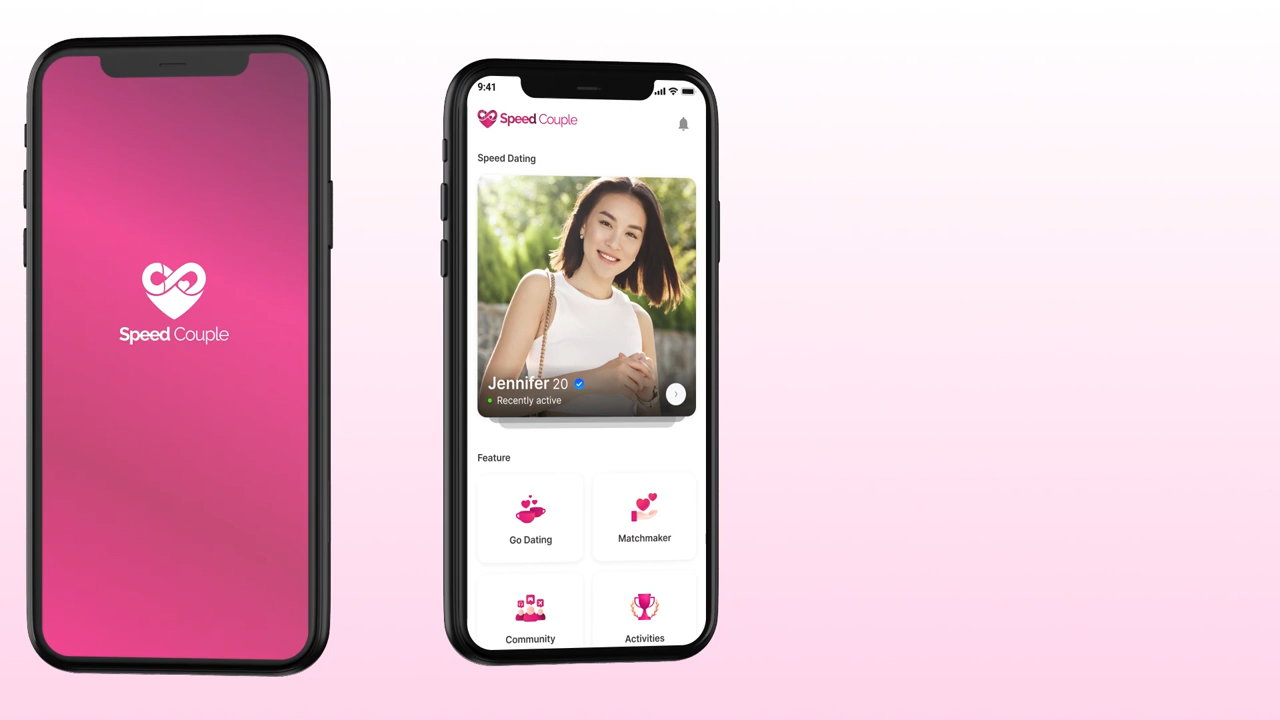 Speed Couple
9:41
Speed Couple
Speed Dating
Jennifer 20
Recently active
Feature
Go Dating
Matchmaker
Community
Activities